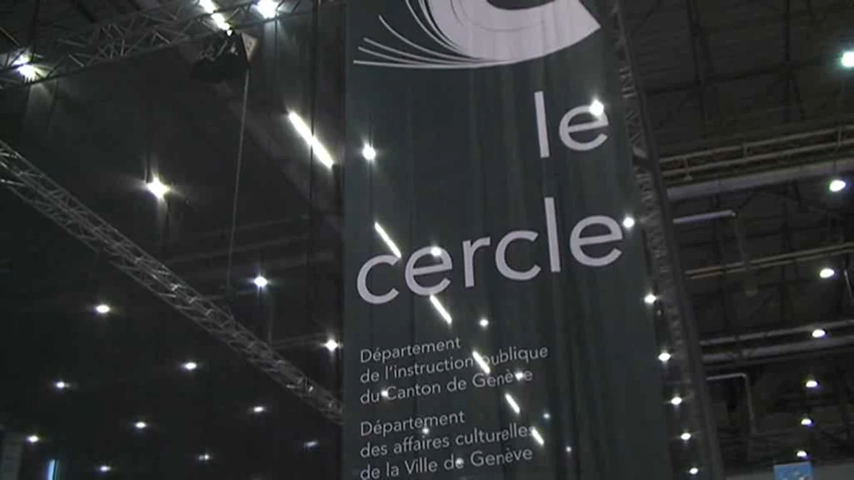 le
cercle
Département
de l'instruction publique
du Canton de Genève
Département
des affaires culturelles
de la Ville de Genève